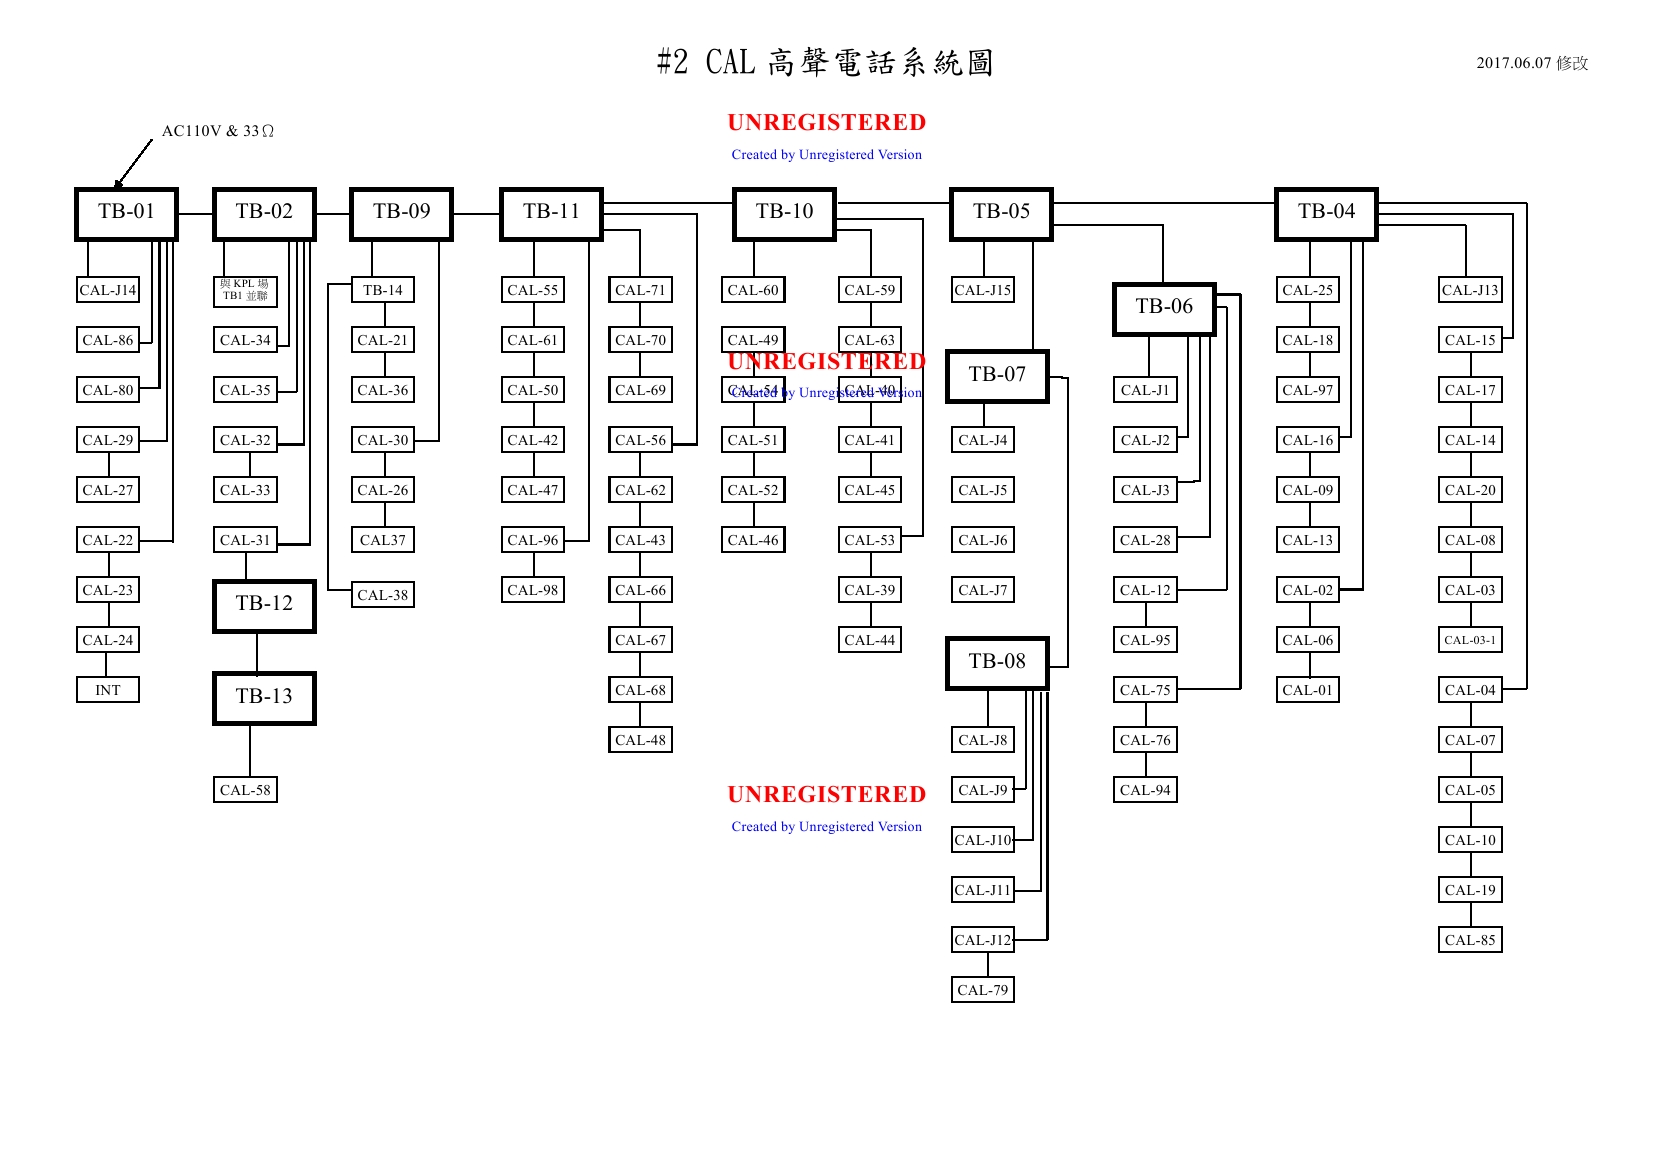 #2 CAL 高聲電話系統圖
2017.06.07 修改
UNREGISTERED
Created by Unregistered Version
AC110V & 33Ω
TB-01
TB-02
TB-09
TB-11
TB-10
TB-05
TB-04
CAL-J14
CAL-86
CAL-80
CAL-29
CAL-27
CAL-22
CAL-23
CAL-24
INT
與 KPL 場
TB1 並聯
CAL-34
CAL-35
CAL-32
CAL-33
CAL-31
TB-12
TB-13
CAL-58
TB-14
CAL-21
CAL-36
CAL-30
CAL-26
CAL37
CAL-38
CAL-55
CAL-61
CAL-50
CAL-42
CAL-47
CAL-96
CAL-98
CAL-71
CAL-70
CAL-69
CAL-56
CAL-62
CAL-43
CAL-66
CAL-67
CAL-68
CAL-48
CAL-60
CAL-49
CAL-54
CAL-51
CAL-52
CAL-46
CAL-59
CAL-63
CAL-40
CAL-41
CAL-45
CAL-53
CAL-39
CAL-44
UNREGISTERED
Created by Unregistered Version
CAL-J15
TB-07
CAL-J4
CAL-J5
CAL-J6
CAL-J7
TB-08
CAL-J8
CAL-J9
CAL-J10
CAL-J11
CAL-J12
CAL-79
TB-06
CAL-J1
CAL-J2
CAL-J3
CAL-28
CAL-12
CAL-95
CAL-75
CAL-76
CAL-94
CAL-25
CAL-18
CAL-97
CAL-16
CAL-09
CAL-13
CAL-02
CAL-06
CAL-01
CAL-J13
CAL-15
CAL-17
CAL-14
CAL-20
CAL-08
CAL-03
CAL-03-1
CAL-04
CAL-07
CAL-05
CAL-10
CAL-19
CAL-85
UNREGISTERED
Created by Unregistered Version